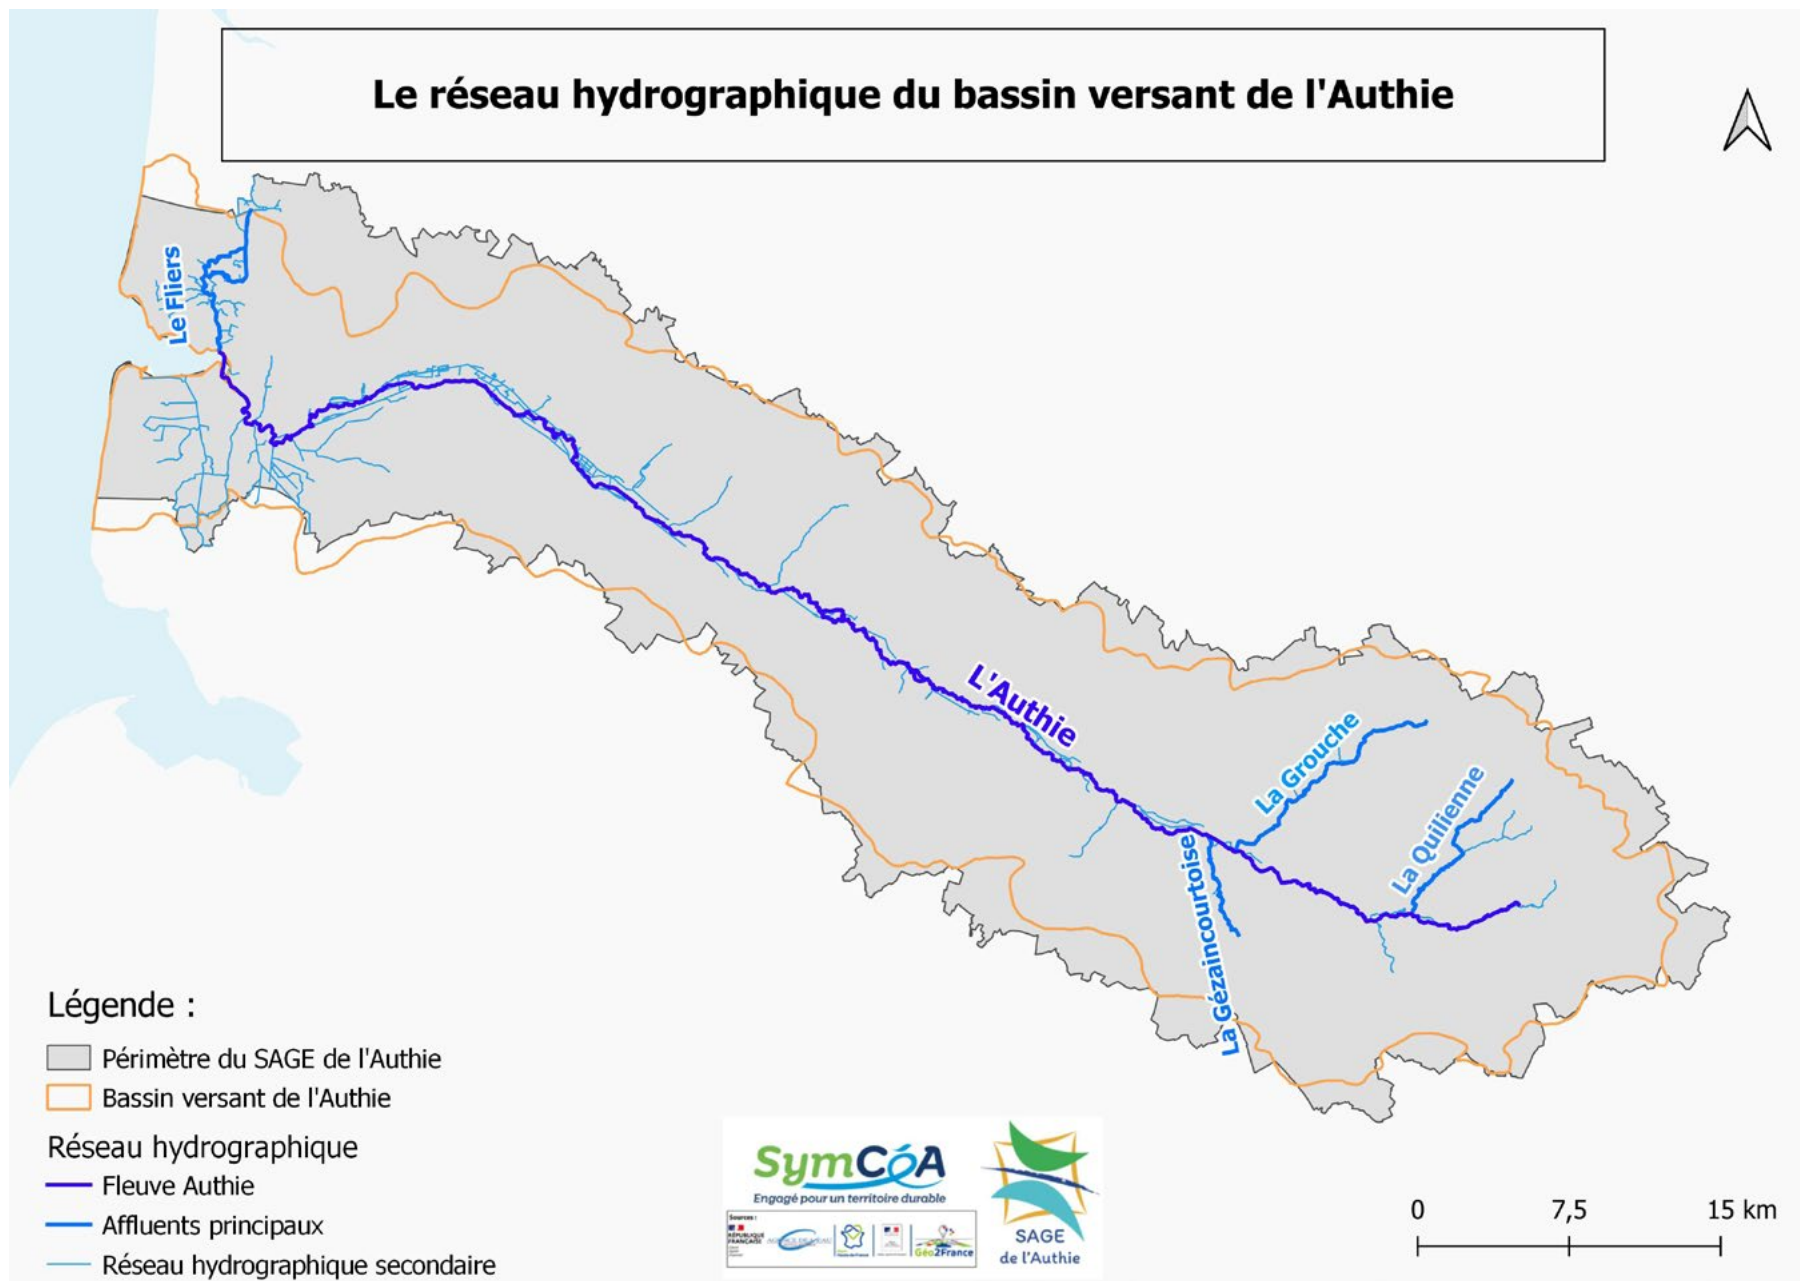 Le réseau hydrographique du bassin versant de l'Authie
Le Fliers
L'Authie
La Grouche
La Quilienne
La Gézaincourtoise
Légende :
Périmètre du SAGE de l'Authie
Bassin versant de l'Authie
Réseau hydrographique
Fleuve Authie
Affluents principaux
Réseau hydrographique secondaire
SymCéA
Engagé pour un territoire durable
Sources :
RÉPUBLIQUE
FRANÇAISE
Géo2France
SAGE
de l'Authie
0 7,5 15 km